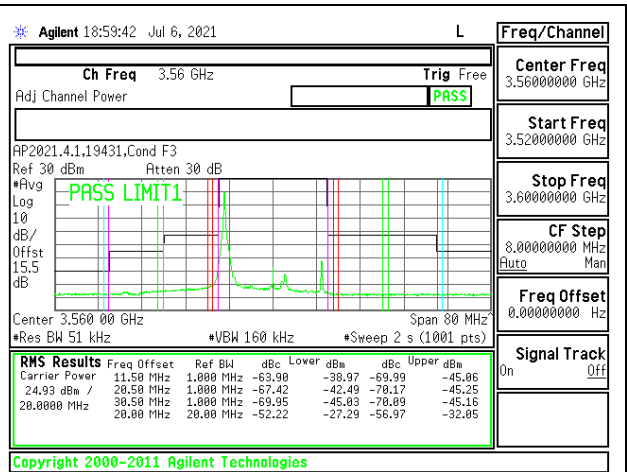 Agilent 18:59:42 Jul 6, 2021 L
Freq/Channel
Ch Freq 3.56 GHz Trig Free
Adj Channel Power PASS
AP2021.4.1,19431,Cond F3
Ref 30 dBm Atten 30 dB
#Avg
Log
10
dB/
Offst
15.5
dB
PASS LIMIT1
Center 3.560 00 GHz Span 80 MHz
#Res BW 51 kHz #VBW 160 kHz #Sweep 2 s (1001 pts)
RMS Results Freq Offset Ref BW dBc Lower dBm dBc Upper dBm
Carrier Power 11.50 MHz 1.000 MHz -63.90 -38.97 -69.99 -45.06
24.93 dBm / 20.50 MHz 1.000 MHz -67.42 -42.49 -70.17 -45.25
20.0000 MHz 30.50 MHz 1.000 MHz -69.95 -45.03 -70.09 -45.16
20.00 MHz 20.00 MHz -52.22 -27.29 -56.97 -32.05
Copyright 2000-2011 Agilent Technologies
Center Freq
3.56000000 GHz
Start Freq
3.52000000 GHz
Stop Freq
3.60000000 GHz
CF Step
8.00000000 MHz
Auto Man
Freq Offset
0.00000000 Hz
Signal Track
On Off